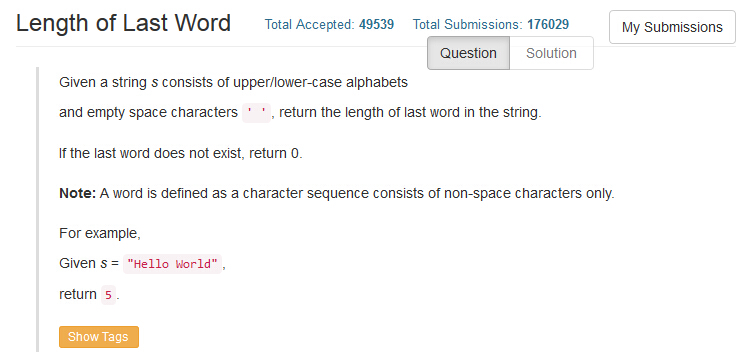 Length of Last Word Total Accepted: 49539 Total Submissions: 176029 My Submissions
Question Solution
Given a string s consists of upper/lower-case alphabets
and empty space characters ' ', return the length of last word in the string.
If the last word does not exist, return 0.
Note: A word is defined as a character sequence consists of non-space characters only.
For example,
Given s = "Hello World",
return 5.
Show Tags